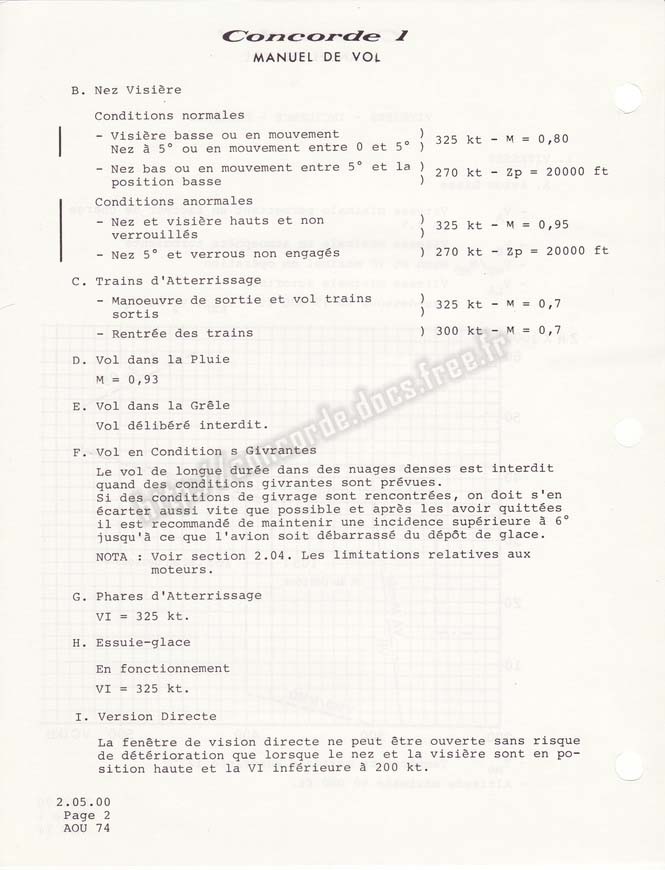 Concorde 1
MANUEL DE VOL
B. Nez Visière
Conditions normales
- Visière basse ou en mouvement )
Nez à 5° ou en mouvement entre 0 et 5° ) 325 kt - M = 0,80
- Nez bas ou en mouvement entre 5° et la )
position basse ) 270 kt - Zp = 20000 ft
Conditions anormales
- Nez et visière hauts et non )
verrouillés ) 325 kt - M = 0,95
- Nez 5° et verrous non engagés ) 270 kt - Zp = 20000 ft
C. Trains d'Atterrissage
- Manoeuvre de sortie et vol trains )
sortis ) 325 kt - M = 0,7
- Rentrée des trains ) 300 kt - M = 0,7
D. Vol dans la Pluie
M = 0,93
E. Vol dans la Grêle
Vol délibéré interdit.
F. Vol en Condition s Givrantes
Le vol de longue durée dans des nuages denses est interdit
quand des conditions givrantes sont prévues.
Si des conditions de givrage sont rencontrées, on doit s'en
écarter aussi vite que possible et après les avoir quittées
il est recommandé de maintenir une incidence supérieure à 6°
jusqu'à ce que l'avion soit débarrassé du dépôt de glace.
NOTA : Voir section 2.04. Les limitations relatives aux
moteurs.
G. Phares d'Atterrissage
VI = 325 kt.
H. Essuie-glace
En fonctionnement
VI = 325 kt.
I. Version Directe
La fenêtre de vision directe ne peut être ouverte sans risque
de détérioration que lorsque le nez et la visière sont en po-
sition haute et la VI inférieure à 200 kt.
2.05.00
Page 2
AOU 74
http://concorde.docs.free.fr